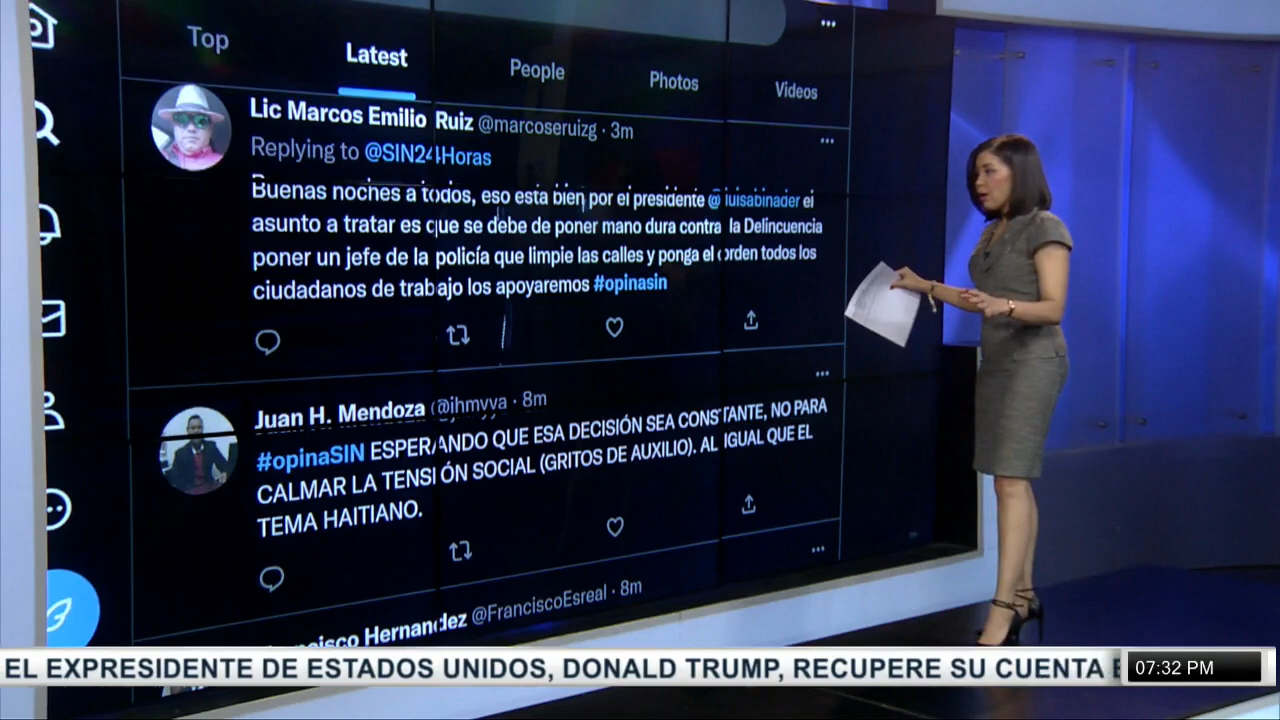 Top Latest People Photos Videos
Lic Marcos Emilio Ruiz @marcoseruizg · 3m
Replying to @SIN24Horas
Buenas noches a todos, eso esta bien por el presidente @luisabinader el
asunto a tratar es que se debe de poner mano dura contra la Delincuencia
poner un jefe de la policía que limpie las calles y ponga el orden todos los
ciudadanos de trabajo los apoyaremos #opinasin
Juan H. Mendoza · 8m
#opinaSIN ESPERANDO QUE ESA DECISIÓN SEA CONSTANTE, NO PARA
CALMAR LA TENSIÓN SOCIAL (GRITOS DE AUXILIO). AL IGUAL QUE EL
TEMA HAITIANO.
Hernandez @FranciscoEsreal · 8m
EL EXPRESIDENTE DE ESTADOS UNIDOS, DONALD TRUMP, RECUPERE SU CUENTA
07:32 PM